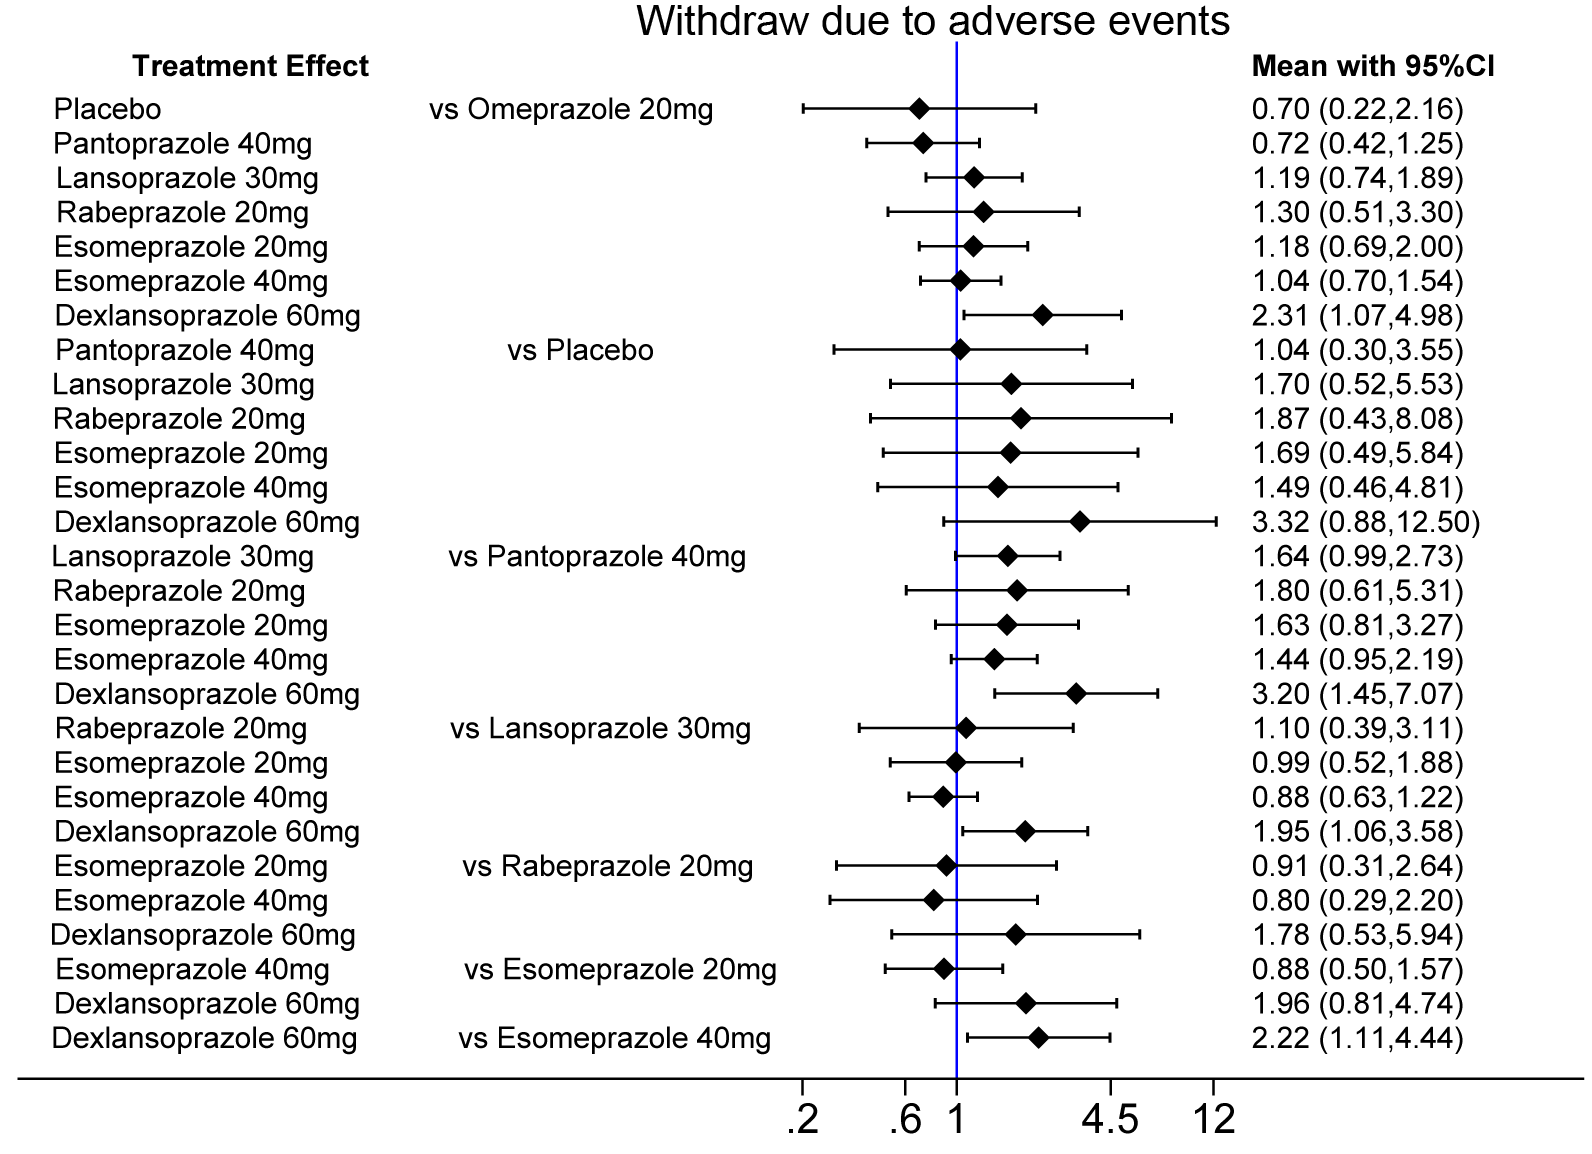 Withdraw due to adverse events
Treatment Effect Mean with 95%CI
Placebo vs Omeprazole 20mg 0.70 (0.22,2.16)
Pantoprazole 40mg 0.72 (0.42,1.25)
Lansoprazole 30mg 1.19 (0.74,1.89)
Rabeprazole 20mg 1.30 (0.51,3.30)
Esomeprazole 20mg 1.18 (0.69,2.00)
Esomeprazole 40mg 1.04 (0.70,1.54)
Dexlansoprazole 60mg 2.31 (1.07,4.98)
Pantoprazole 40mg vs Placebo 1.04 (0.30,3.55)
Lansoprazole 30mg 1.70 (0.52,5.53)
Rabeprazole 20mg 1.87 (0.43,8.08)
Esomeprazole 20mg 1.69 (0.49,5.84)
Esomeprazole 40mg 1.49 (0.46,4.81)
Dexlansoprazole 60mg 3.32 (0.88,12.50)
Lansoprazole 30mg vs Pantoprazole 40mg 1.64 (0.99,2.73)
Rabeprazole 20mg 1.80 (0.61,5.31)
Esomeprazole 20mg 1.63 (0.81,3.27)
Esomeprazole 40mg 1.44 (0.95,2.19)
Dexlansoprazole 60mg 3.20 (1.45,7.07)
Rabeprazole 20mg vs Lansoprazole 30mg 1.10 (0.39,3.11)
Esomeprazole 20mg 0.99 (0.52,1.88)
Esomeprazole 40mg 0.88 (0.63,1.22)
Dexlansoprazole 60mg 1.95 (1.06,3.58)
Esomeprazole 20mg vs Rabeprazole 20mg 0.91 (0.31,2.64)
Esomeprazole 40mg 0.80 (0.29,2.20)
Dexlansoprazole 60mg 1.78 (0.53,5.94)
Esomeprazole 40mg vs Esomeprazole 20mg 0.88 (0.50,1.57)
Dexlansoprazole 60mg 1.96 (0.81,4.74)
Dexlansoprazole 60mg vs Esomeprazole 40mg 2.22 (1.11,4.44)
.2 .6 1 4.5 12